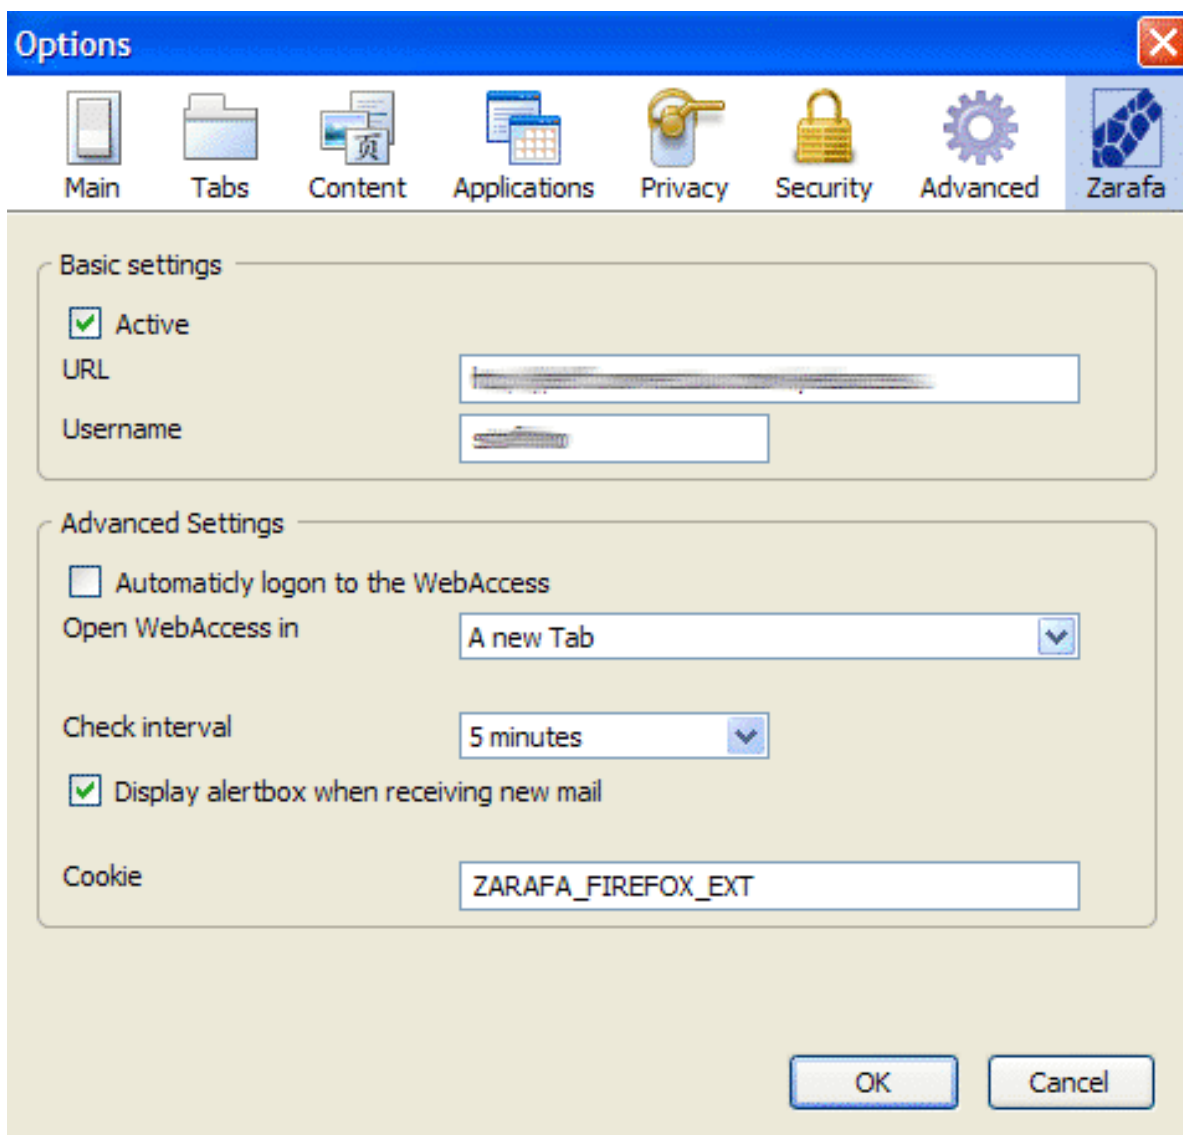 Options
页
Main Tabs Content Applications Privacy Security Advanced Zarafa
Basic settings
Active
URL
Username
Advanced Settings
Automaticly logon to the WebAccess
Open WebAccess in A new Tab
Check interval 5 minutes
Display alertbox when receiving new mail
Cookie ZARAFA_FIREFOX_EXT
OK Cancel